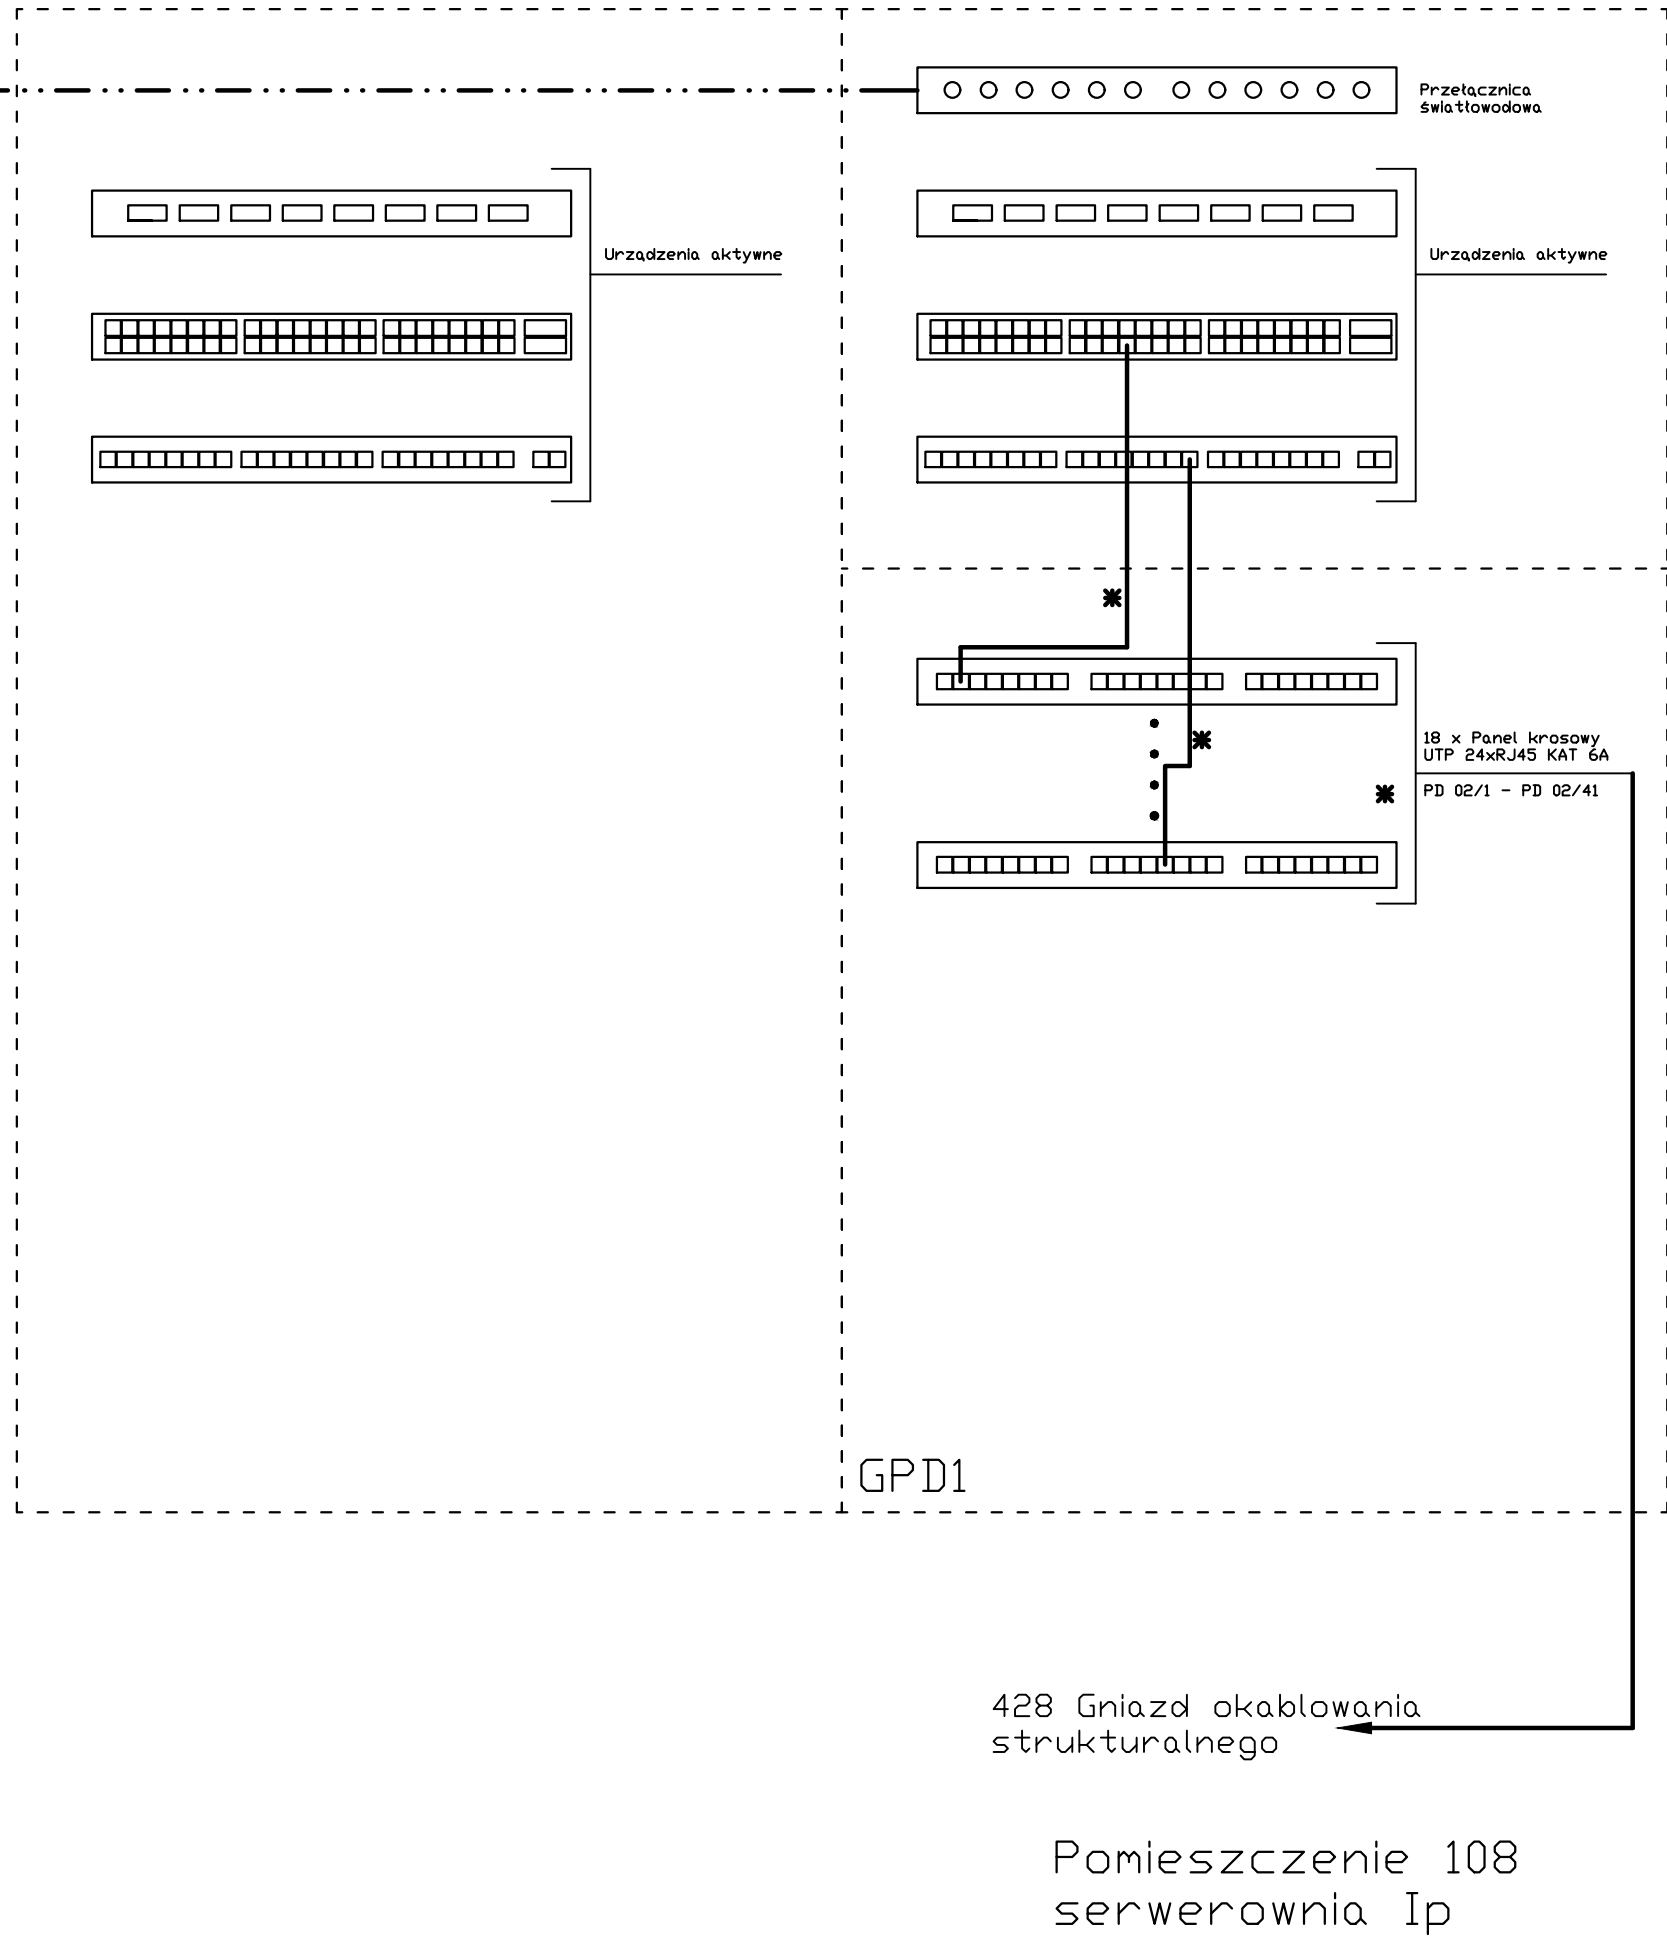 Przełącznica
światłowodowa
Urządzenia aktywne
Urządzenia aktywne
18 x Panel krosowy
UTP 24xRJ45 KAT 6A
PD 02/1 - PD 02/41
GPD1
428 Gniazd okablowania
strukturalnego
Pomieszczenie 108
serwerownia Ip